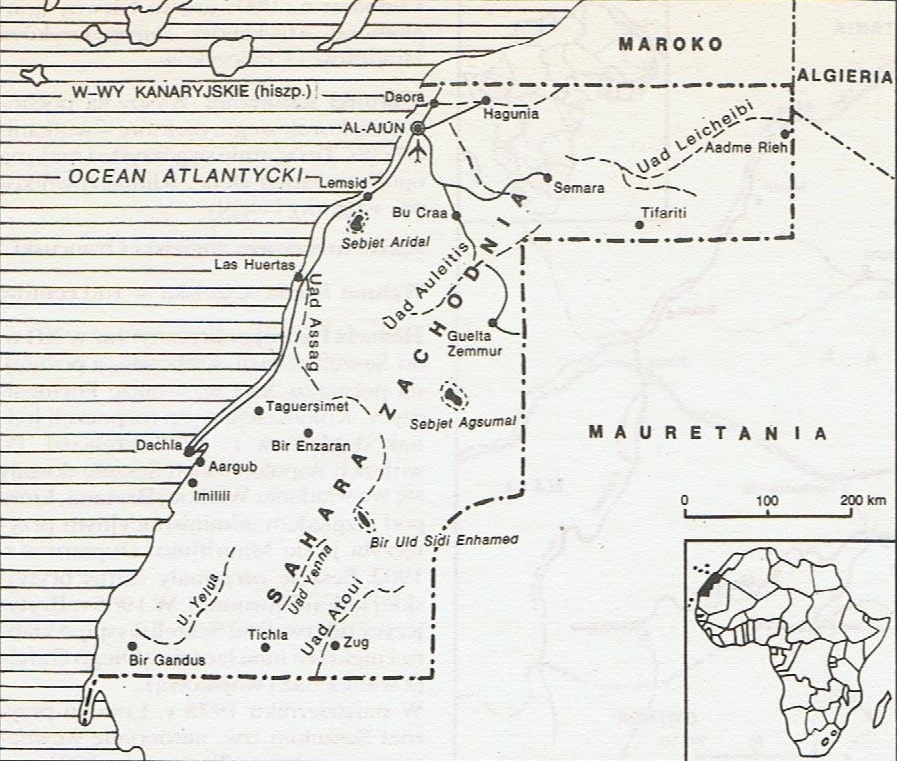 MAROKO
ALGIERIA
W–WY KANARYJSKIE (hiszp.)
Daora
Hagunia
AL-AJÚN
Uad Leicheibi
Aadme Rieh
OCEAN ATLANTYCKI
Lemsid
Semara
Bu Craa
Tifariti
Sebjet Aridal
Las Huertas
Uad Auleitis
Uad Assag
Guelta
Zemmur
SAHARA ZACHODNIA
Taguersimet
Sebjet Agsumal
Bir Enzaran
MAURETANIA
Dachla
Aargub
Imilili
0 100 200 km
Bir Uld Sidi Enhamed
Uad Yenna
Uad Atoui
Tichla
Zug
Bir Gandus